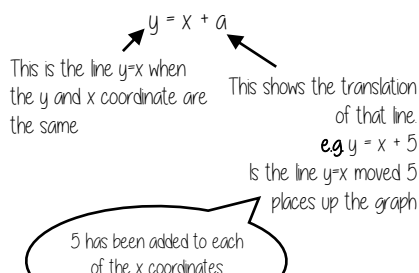 y = x + a
This is the line y=x when
the y and x coordinate are
the same
This shows the translation
of that line.
e.g. y = x + 5
Is the line y=x moved 5
places up the graph
5 has been added to each
of the x coordinates